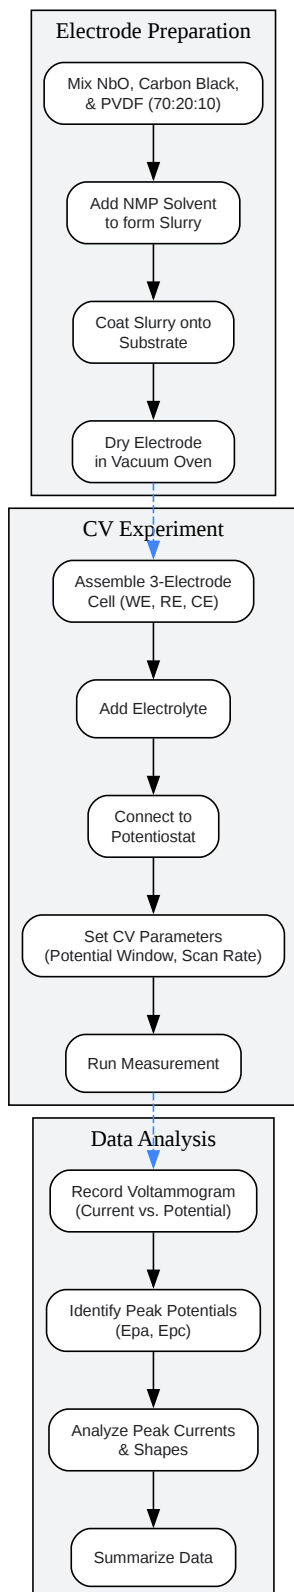 Electrode Preparation
Mix NbO, Carbon Black,
& PVDF (70:20:10)
Add NMP Solvent
to form Slurry
Coat Slurry onto
Substrate
Dry Electrode
in Vacuum Oven
CV Experiment
Assemble 3-Electrode
Cell (WE, RE, CE)
Add Electrolyte
Connect to
Potentiostat
Set CV Parameters
(Potential Window, Scan Rate)
Run Measurement
Data Analysis
Record Voltammogram
(Current vs. Potential)
Identify Peak Potentials
(Epa, Epc)
Analyze Peak Currents
& Shapes
Summarize Data